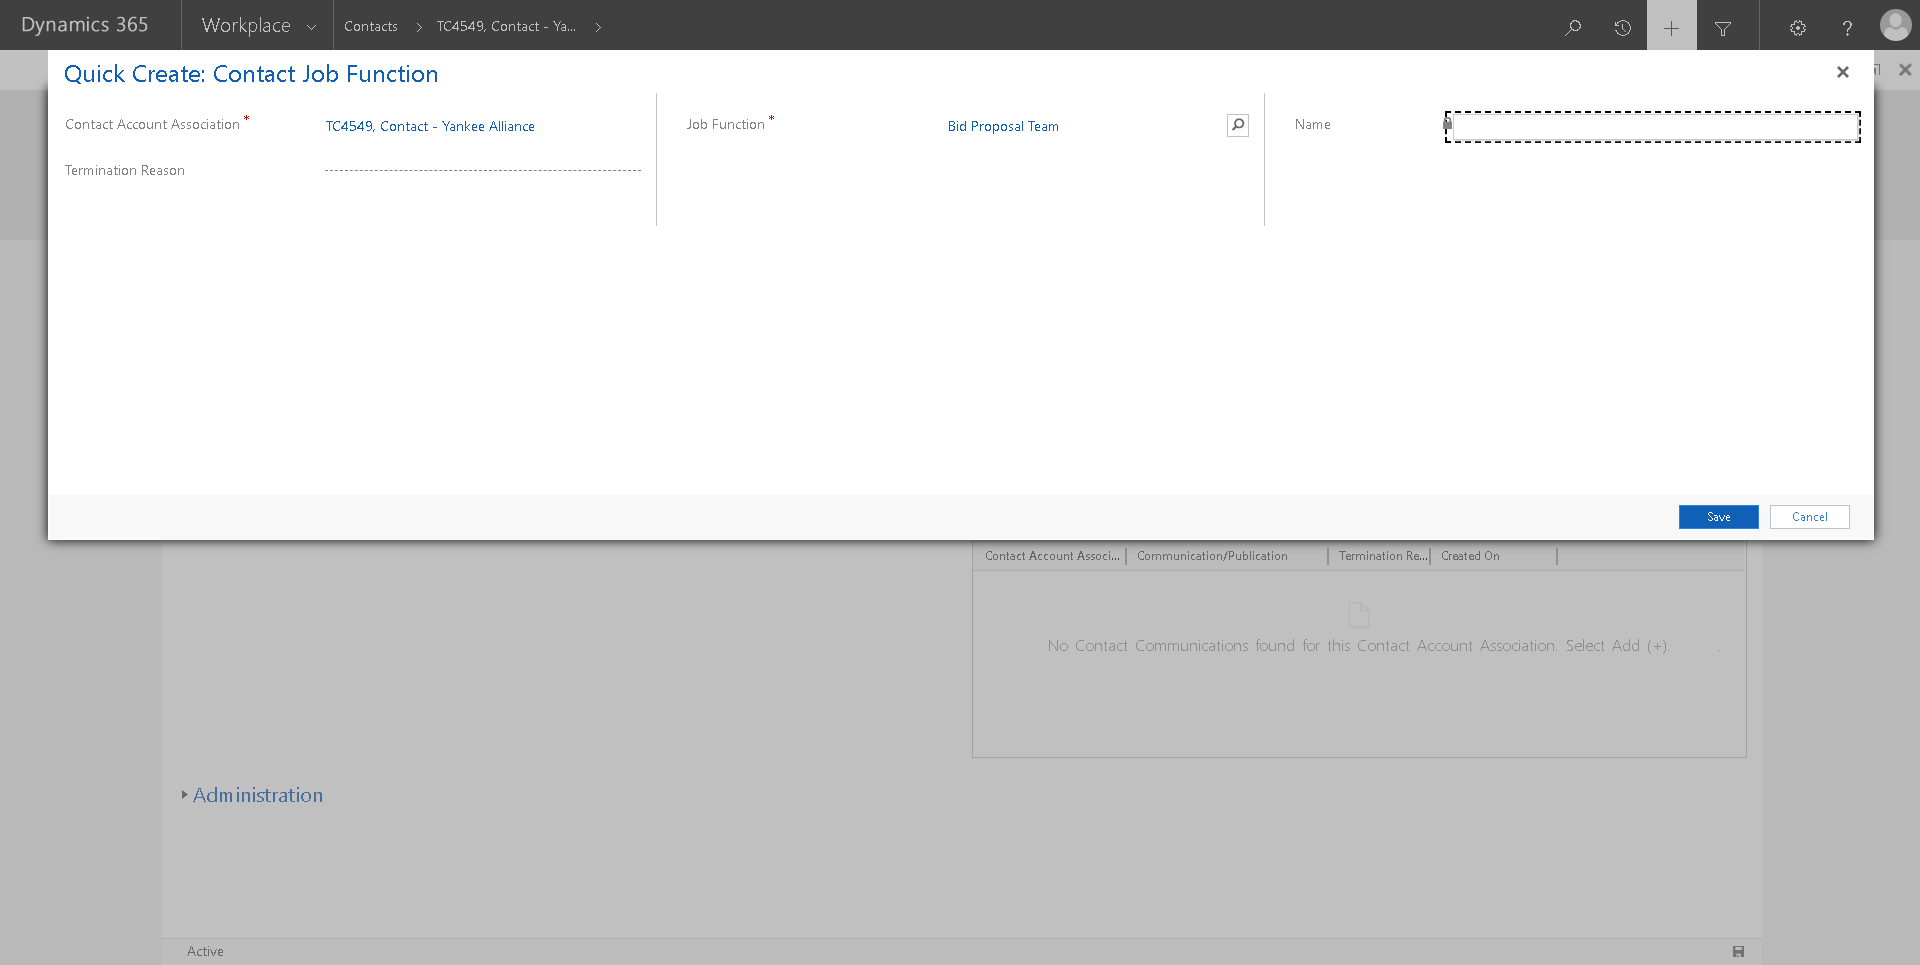 Dynamics 365
Workplace
Contacts
TC4549, Contact - Ya...
Quick Create: Contact Job Function
Contact Account Association*
TC4549, Contact - Yankee Alliance
Job Function*
Bid Proposal Team
Name
Termination Reason
Save
Cancel
Contact Account Associ...
Communication/Publication
Termination Re...
Created On
No Contact Communications found for this Contact Account Association. Select Add (+). .
Administration
Active